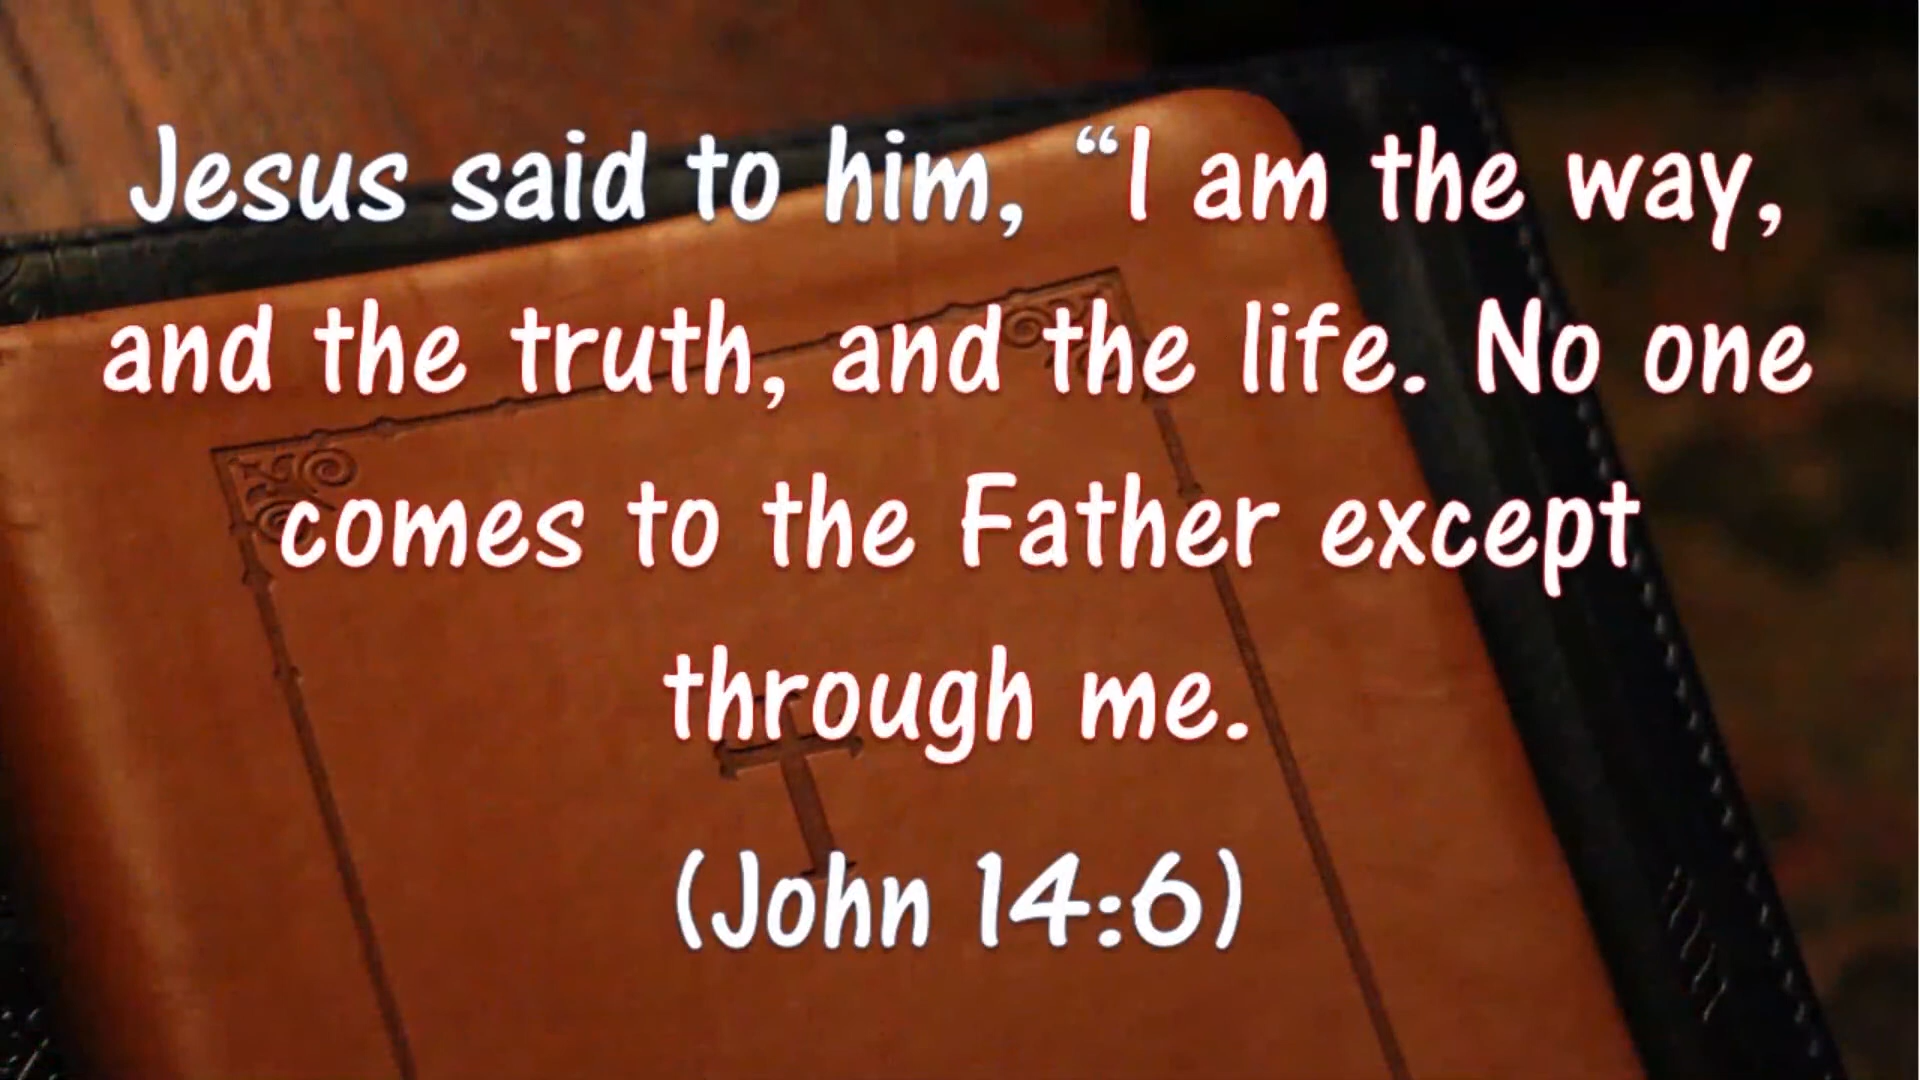 Jesus said to him, “I am the way,
and the truth, and the life. No one
comes to the Father except
through me.
(John 14:6)